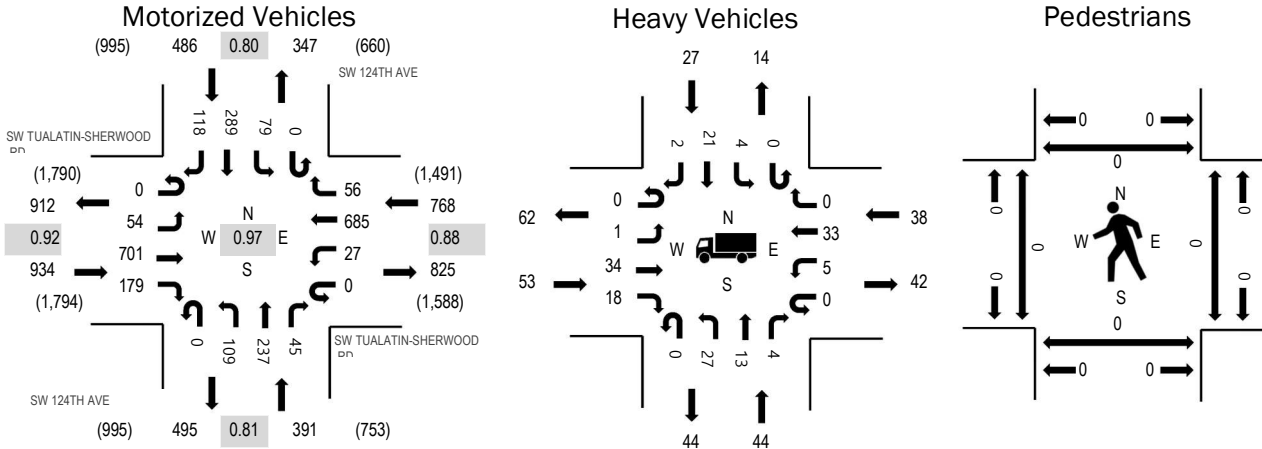 Motorized Vehicles
(995) 486 0.80 347 (660)
SW 124TH AVE
118 289 79 0
SW TUALATIN-SHERWOOD
RD
(1,790) 0 56 (1,491)
912 54 685 768
0.92 W N 0.97 E S 0.88
934 701 27 825
(1,794) 179 0 (1,588)
0 109 237 45
SW TUALATIN-SHERWOOD
RD
SW 124TH AVE
(995) 495 0.81 391 (753)
Heavy Vehicles
27 14
2 21 4 0
0 0
62 1 33 38
N
W E
S
53 34 5 42
18 0
0 27 13 4
44 44
Pedestrians
0 0
0
0 0
N
0 W E 0
S
0 0
0
0 0